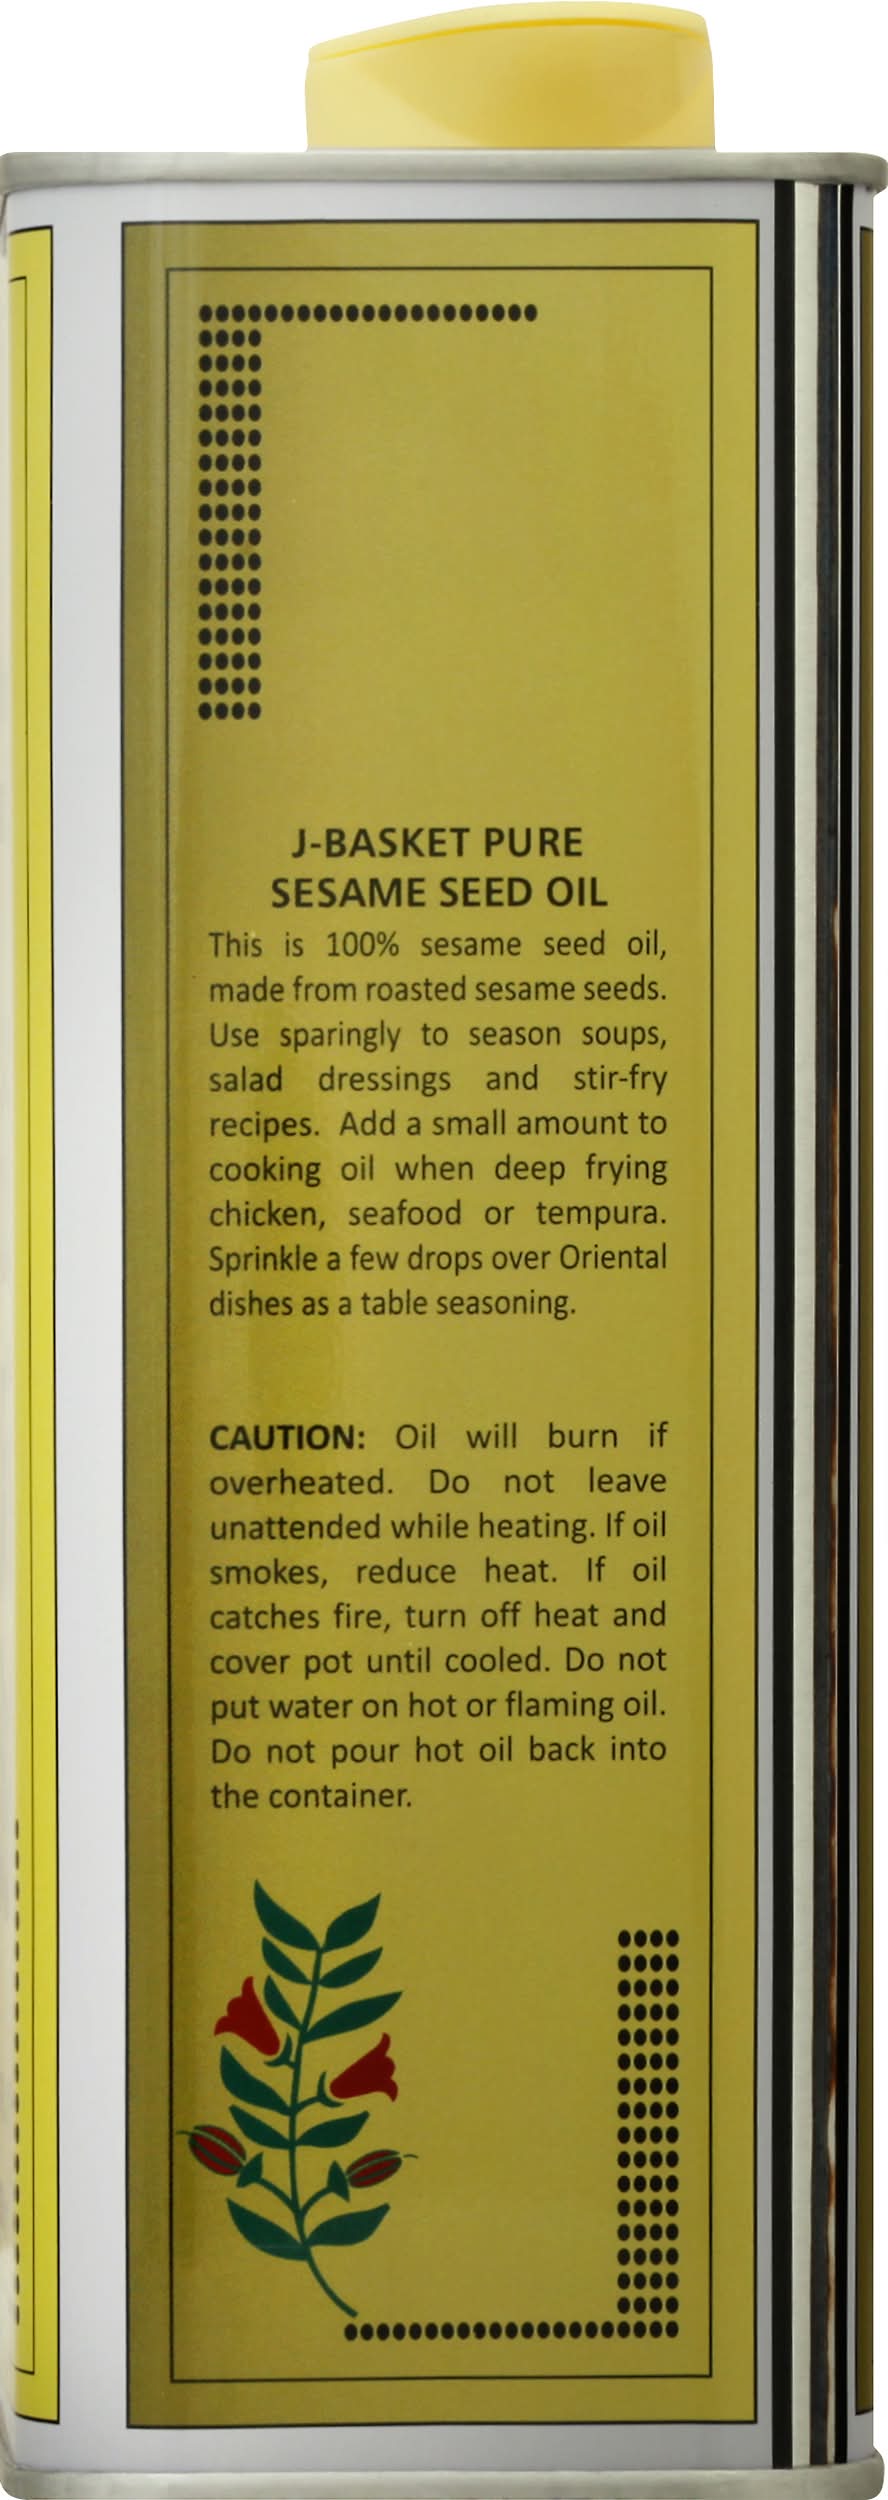 J-BASKET PURE
SESAME SEED OIL
This is 100% sesame seed oil,
made from roasted sesame seeds.
Use sparingly to season soups,
salad dressings and stir-fry
recipes. Add a small amount to
cooking oil when deep frying
chicken, seafood or tempura.
Sprinkle a few drops over Oriental
dishes as a table seasoning.
CAUTION: Oil will burn if
overheated. Do not leave
unattended while heating. If oil
smokes, reduce heat. If oil
catches fire, turn off heat and
cover pot until cooled. Do not
put water on hot or flaming oil.
Do not pour hot oil back into
the container.